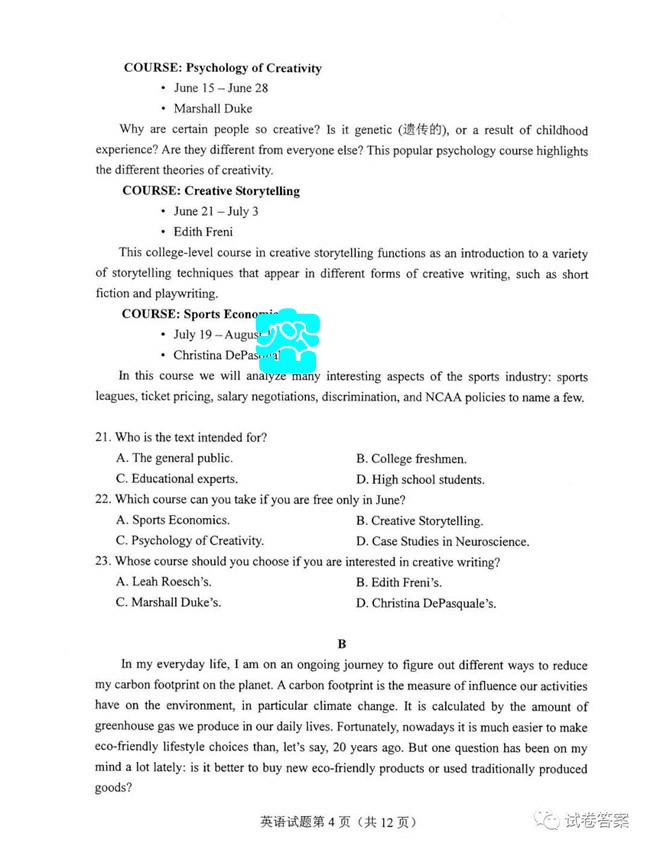 COURSE: Psychology of Creativity
• June 15 – June 28
• Marshall Duke
Why are certain people so creative? Is it genetic (遗传的), or a result of childhood
experience? Are they different from everyone else? This popular psychology course highlights
the different theories of creativity.
COURSE: Creative Storytelling
• June 21 – July 3
• Edith Freni
This college-level course in creative storytelling functions as an introduction to a variety
of storytelling techniques that appear in different forms of creative writing, such as short
fiction and playwriting.
COURSE: Sports
• July 19 – August
• Christina
In this course we will analyze many interesting aspects of the sports industry: sports
leagues, ticket pricing, salary negotiations, discrimination, and NCAA policies to name a few.
21. Who is the text intended for?
A. The general public. B. College freshmen.
C. Educational experts. D. High school students.
22. Which course can you take if you are free only in June?
A. Sports Economics. B. Creative Storytelling.
C. Psychology of Creativity. D. Case Studies in Neuroscience.
23. Whose course should you choose if you are interested in creative writing?
A. Leah Roesch's. B. Edith Freni's.
C. Marshall Duke's. D. Christina DePasquale's.
B
In my everyday life, I am on an ongoing journey to figure out different ways to reduce
my carbon footprint on the planet. A carbon footprint is the measure of influence our activities
have on the environment, in particular climate change. It is calculated by the amount of
greenhouse gas we produce in our daily lives. Fortunately, nowadays it is much easier to make
eco-friendly lifestyle choices than, let's say, 20 years ago. But one question has been on my
mind a lot lately: is it better to buy new eco-friendly products or used traditionally produced
goods?
英语试题第 4 页（共 12 页）
试卷答案